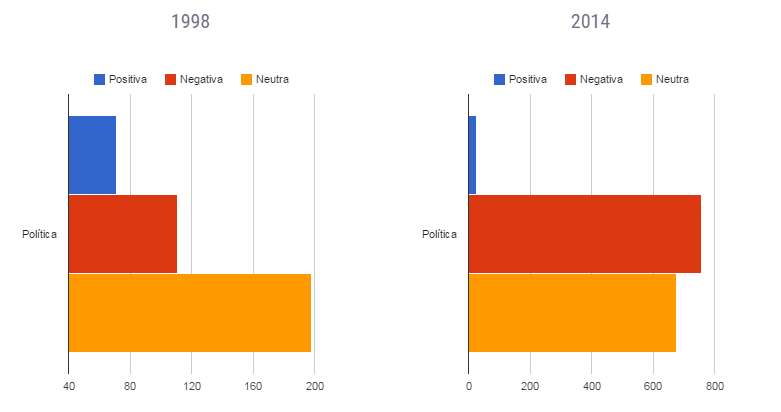 1998
Positiva Negativa Neutra
Política
40 80 120 160 200
2014
Positiva Negativa Neutra
Política
0 200 400 600 800